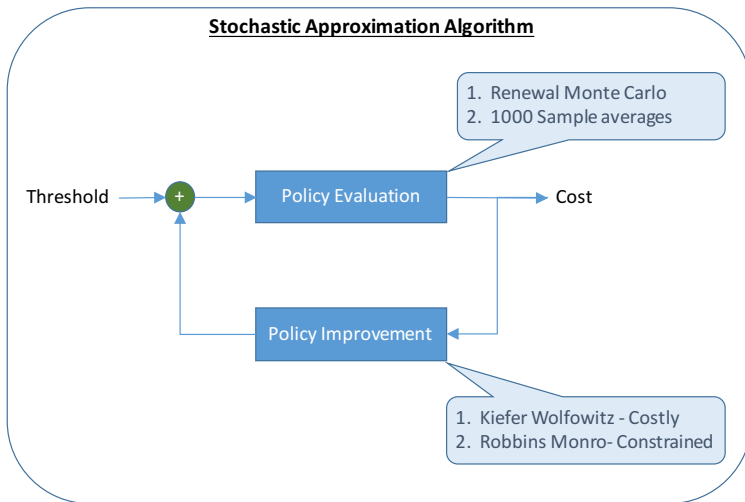 Stochastic Approximation Algorithm
1. Renewal Monte Carlo
2. 1000 Sample averages
Threshold
+
Policy Evaluation
Cost
Policy Improvement
1. Kiefer Wolfowitz - Costly
2. Robbins Monro- Constrained